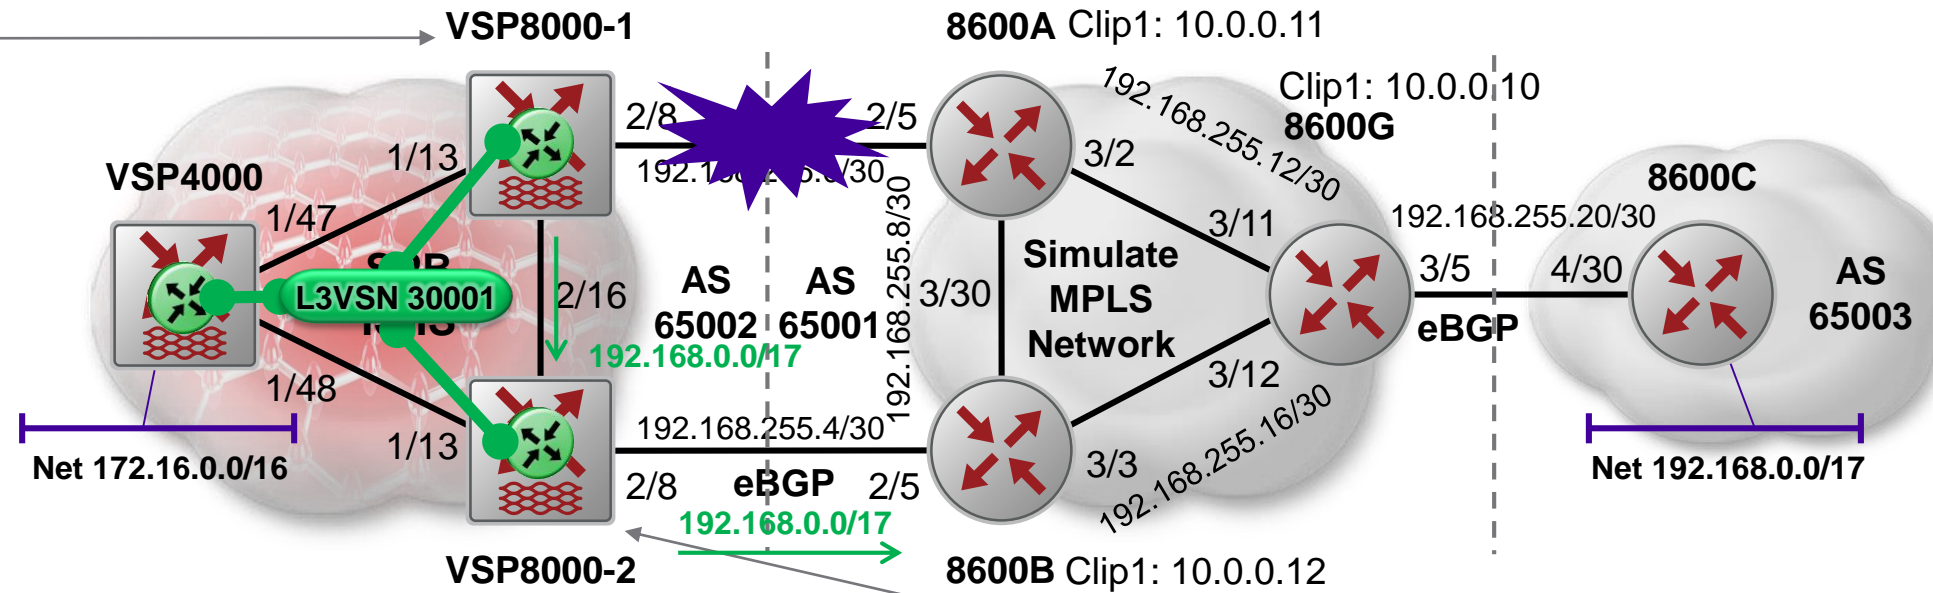 VSP8000-1
8600A Clip1: 10.0.0.11
Clip1: 10.0.0.10
8600G
192.168.255.12/30
2/8
2/5
1/13
3/2
VSP4000
8600C
1/47
3/11
192.168.255.20/30
192.168.255.8/30
Simulate
MPLS
Network
L3VSN 30001
2/16
AS
65002
AS
65001
3/30
3/5
4/30
eBGP
AS
65003
192.168.0.0/17
1/48
3/12
192.168.255.16/30
1/13
192.168.255.4/30
Net 172.16.0.0/16
3/3
Net 192.168.0.0/17
2/8
eBGP
2/5
192.168.0.0/17
VSP8000-2
8600B Clip1: 10.0.0.12